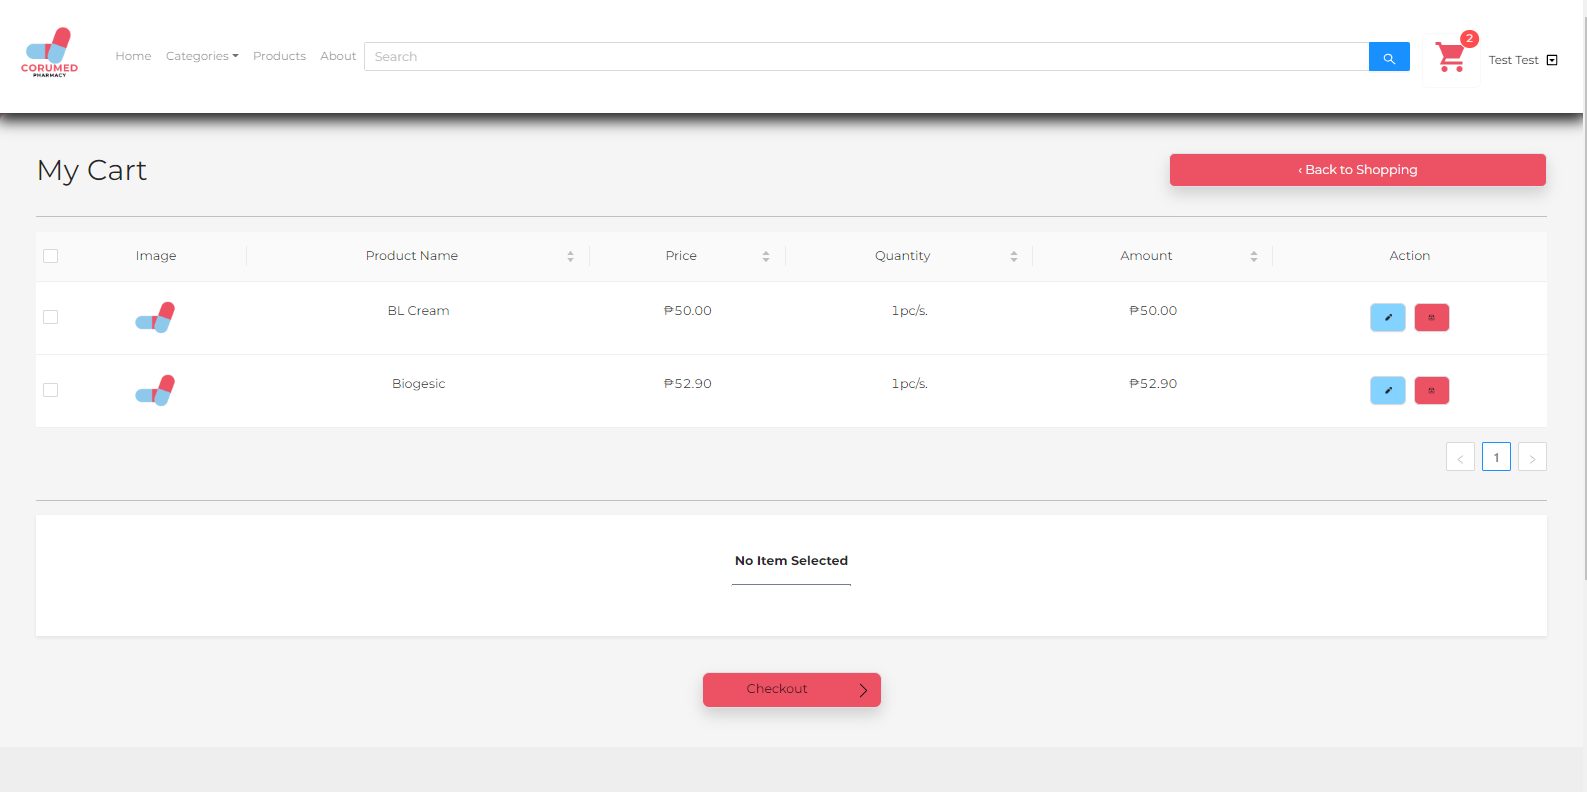 CORUMED
PHARMACY
Home Categories Products About Search 2 Test Test
My Cart ‹ Back to Shopping
Image Product Name Price Quantity Amount Action
BL Cream ₱50.00 1pc/s. ₱50.00
Biogesic ₱52.90 1pc/s. ₱52.90
< 1 >
No Item Selected
Checkout